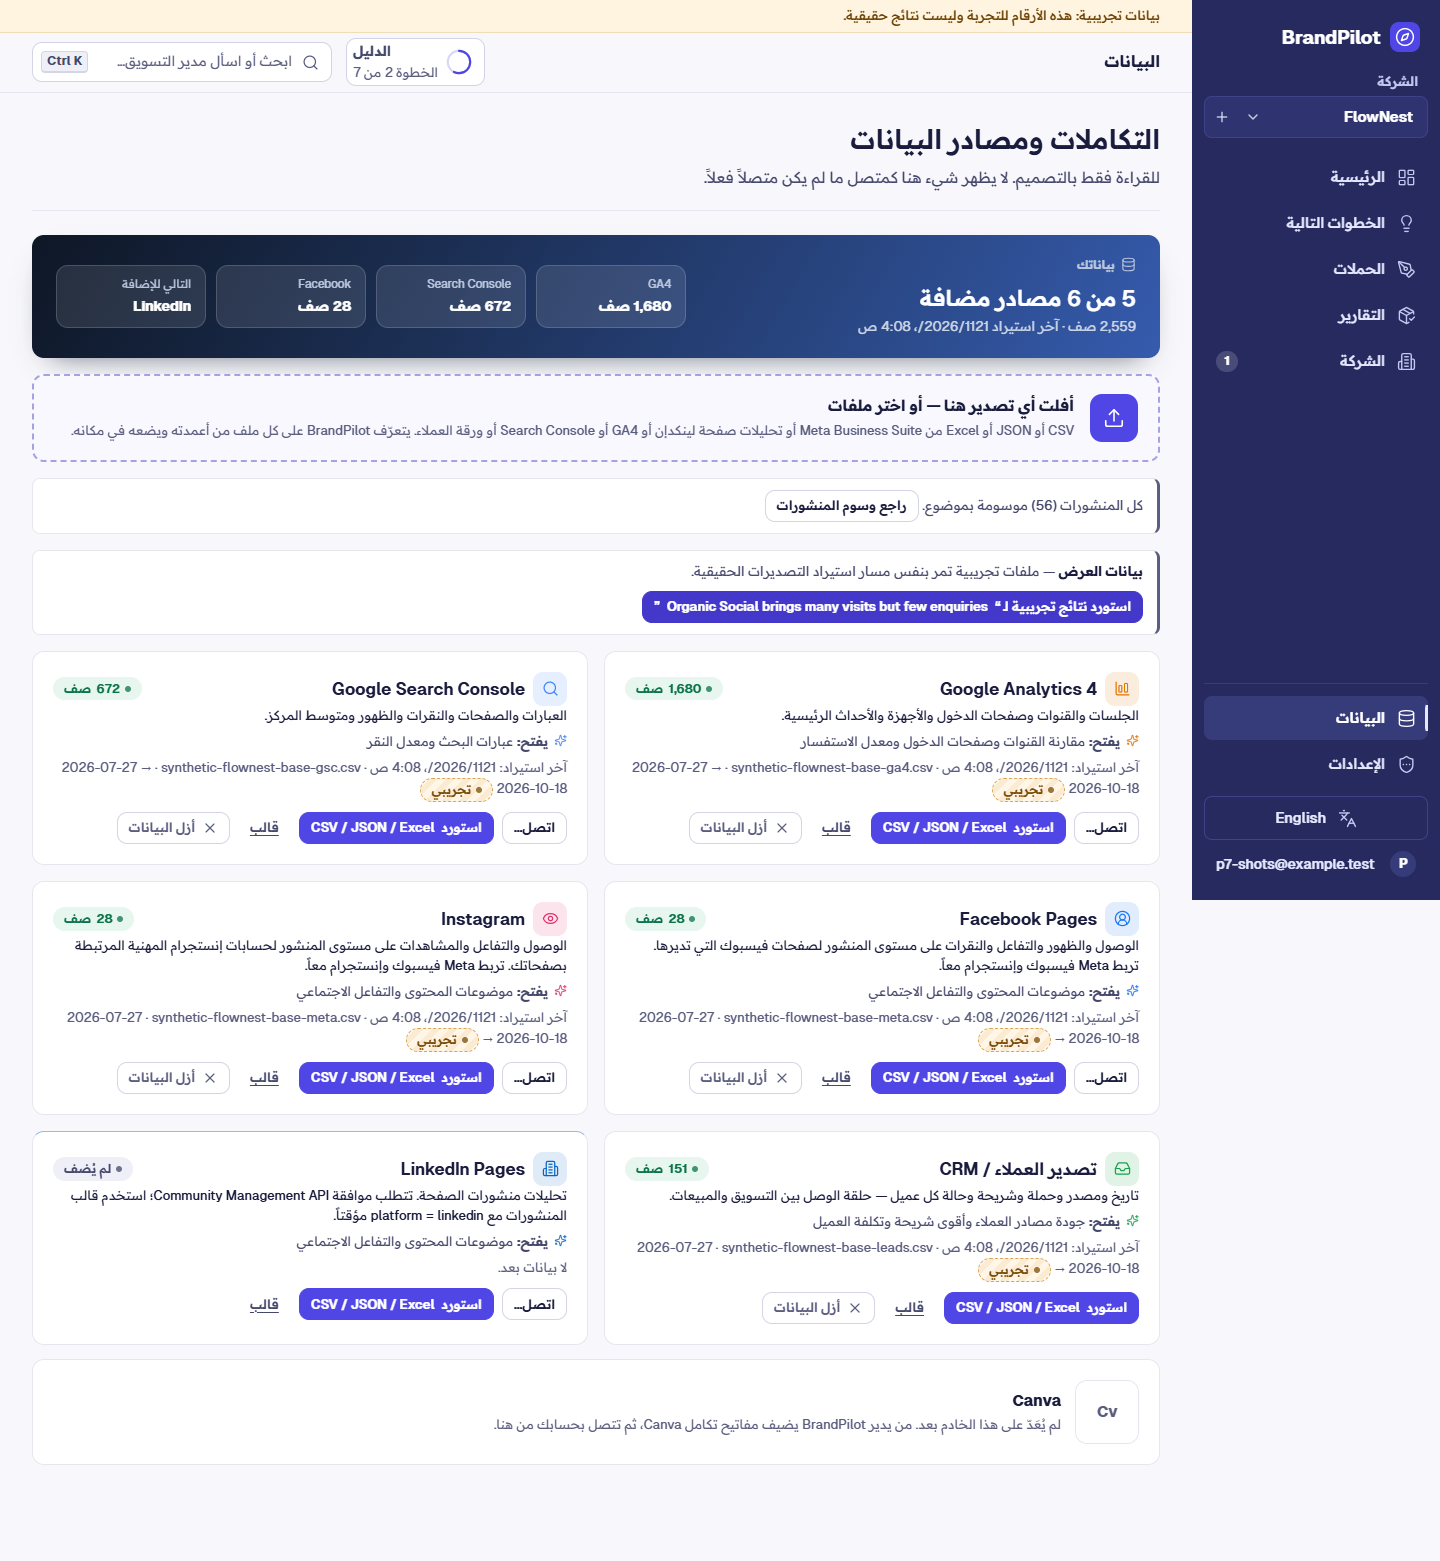 بيانات تجريبية: هذه الأرقام للتجربة وليست نتائج حقيقية.
BrandPilot
الشركة
FlowNest
الرئيسية
الخطوات التالية
الحملات
التقارير
الشركة 1
البيانات
الإعدادات
English
P p7-shots@example.test
البيانات
الدليل
الخطوة 2 من 7
ابحث أو اسأل مدير التسويق... Ctrl K
التكاملات ومصادر البيانات
للقراءة فقط بالتصميم. لا يظهر شيء هنا كمتصل ما لم يكن متصلاً فعلاً.
بياناتك
5 من 6 مصادر مضافة
2,559 صف · آخر استيراد 2026/1121/، 4:08 ص
GA4
1,680 صف
Search Console
672 صف
Facebook
28 صف
التالي للإضافة
LinkedIn
أفلت أي تصدير هنا — أو اختر ملفات
CSV أو JSON أو Excel من Meta Business Suite أو تحليلات صفحة لينكدإن أو GA4 أو Search Console أو ورقة العملاء. يتعرّف BrandPilot على كل ملف من أعمدته ويضعه في مكانه.
كل المنشورات (56) موسومة بموضوع. راجع وسوم المنشورات
بيانات العرض — ملفات تجريبية تمر بنفس مسار استيراد التصديرات الحقيقية.
استورد نتائج تجريبية لـ " Organic Social brings many visits but few enquiries "
Google Analytics 4
1,680 صف
الجلسات والقنوات وصفحات الدخول والأجهزة والأحداث الرئيسية.
يفتح: مقارنة القنوات وصفحات الدخول ومعدل الاستفسار
آخر استيراد: 2026/1121/، 4:08 ص · synthetic-flownest-base-ga4.csv · 2026-07-27 →
2026-10-18 تجريبي
اتصل... استورد CSV / JSON / Excel قالب أزل البيانات
Google Search Console
672 صف
العبارات والصفحات والنقرات والظهور ومتوسط المركز.
يفتح: عبارات البحث ومعدل النقر
آخر استيراد: 2026/1121/، 4:08 ص · synthetic-flownest-base-gsc.csv · 2026-07-27 →
2026-10-18 تجريبي
اتصل... استورد CSV / JSON / Excel قالب أزل البيانات
Facebook Pages
28 صف
الوصول والظهور والتفاعل والنقرات على مستوى المنشور لصفحات فيسبوك التي تديرها.
تربط Meta فيسبوك وإنستجرام معاً.
يفتح: موضوعات المحتوى والتفاعل الاجتماعي
آخر استيراد: 2026/1121/، 4:08 ص · synthetic-flownest-base-meta.csv · 2026-07-27
→ 2026-10-18 تجريبي
اتصل... استورد CSV / JSON / Excel قالب أزل البيانات
Instagram
28 صف
الوصول والتفاعل والمشاهدات على مستوى المنشور لحسابات إنستجرام المهنية المرتبطة
بصفحاتك. تربط Meta فيسبوك وإنستجرام معاً.
يفتح: موضوعات المحتوى والتفاعل الاجتماعي
آخر استيراد: 2026/1121/، 4:08 ص · synthetic-flownest-base-meta.csv · 2026-07-27
→ 2026-10-18 تجريبي
اتصل... استورد CSV / JSON / Excel قالب أزل البيانات
تصدير العملاء / CRM
151 صف
تاريخ ومصدر وحملة وشريحة وحالة كل عميل — حلقة الوصل بين التسويق والمبيعات.
يفتح: جودة مصادر العملاء وأقوى شريحة وتكلفة العميل
آخر استيراد: 2026/1121/، 4:08 ص · synthetic-flownest-base-leads.csv · 2026-07-27
→ 2026-10-18 تجريبي
استورد CSV / JSON / Excel قالب أزل البيانات
LinkedIn Pages
لم يُضف
تحليلات منشورات الصفحة. تتطلب موافقة Community Management API؛ استخدم قالب
المنشورات مع platform = linkedin مؤقتاً.
يفتح: موضوعات المحتوى والتفاعل الاجتماعي
لا بيانات بعد.
اتصل... استورد CSV / JSON / Excel قالب
Cv
Canva
لم يُعَدّ على هذا الخادم بعد. من يدير BrandPilot يضيف مفاتيح تكامل Canva، ثم تتصل بحسابك من هنا.